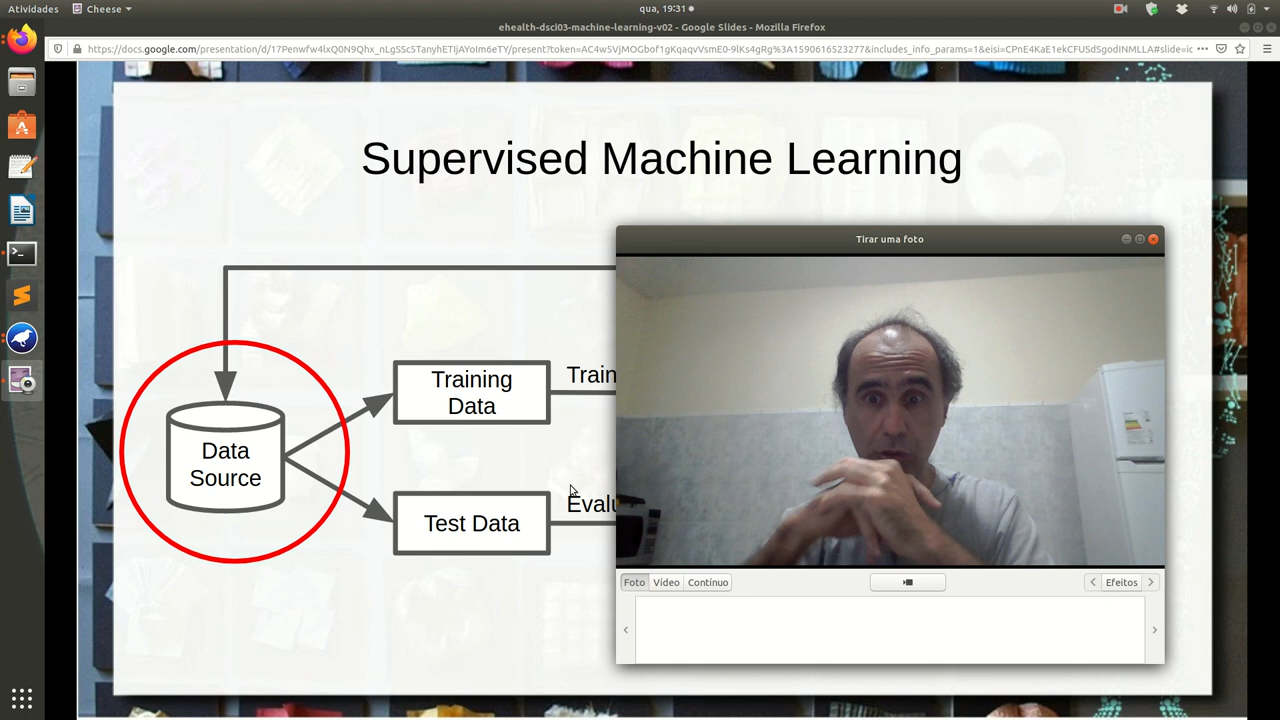 Atividades
Cheese
qua, 19:31
ehealth-dsci03-machine-learning-v02 - Google Slides - Mozilla Firefox
Supervised Machine Learning
Tirar uma foto
Training
Data
Train
Data
Source
Test Data
Evalu
Foto
Vídeo
Contínuo
Efeitos